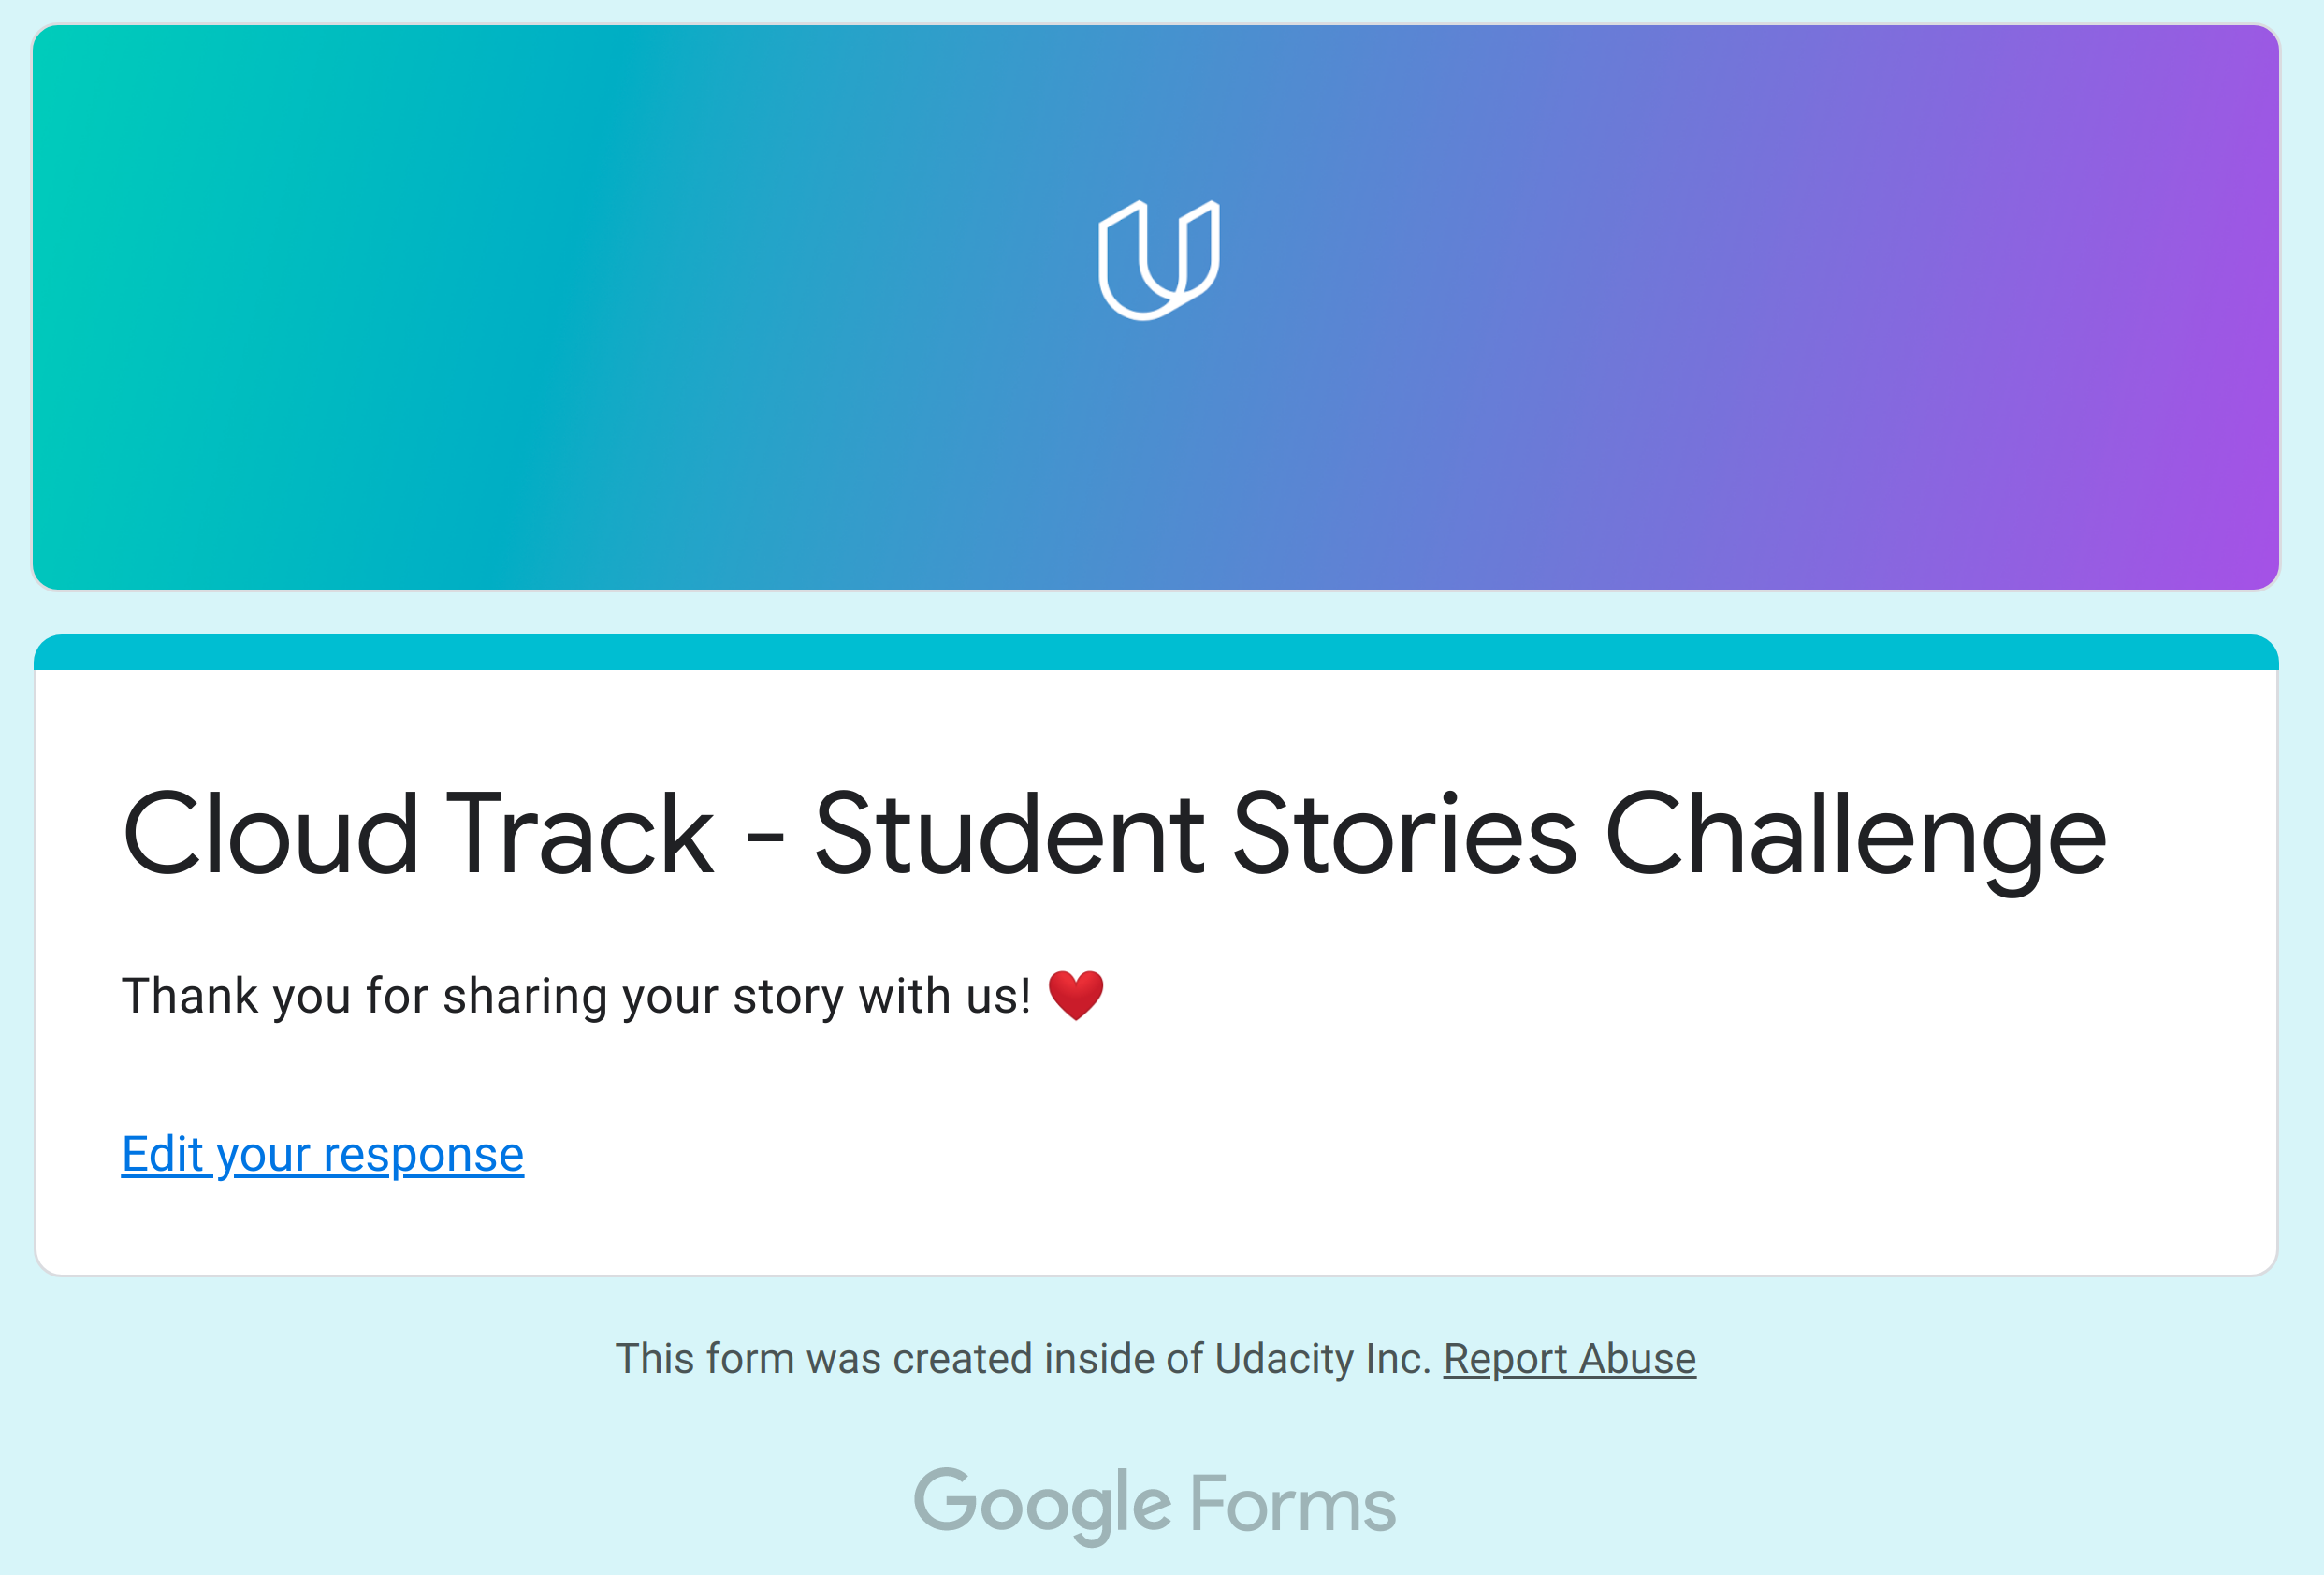 Cloud Track - Student Stories Challenge
Thank you for sharing your story with us! ❤️
Edit your response
This form was created inside of Udacity Inc. Report Abuse
Google Forms